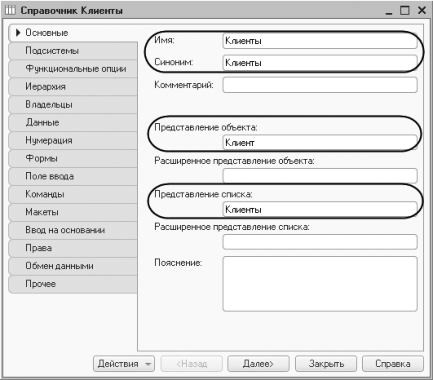 Справочник Клиенты
Основные
Подсистемы
Функциональные опции
Иерархия
Владельцы
Данные
Нумерация
Формы
Поле ввода
Команды
Макеты
Ввод на основании
Права
Обмен данными
Прочее
Имя: Клиенты
Синоним: Клиенты
Комментарий:
Представление объекта:
Клиент
Расширенное представление объекта:
Представление списка:
Клиенты
Расширенное представление списка:
Пояснение:
Действия <Назад Далее> Закрыть Справка